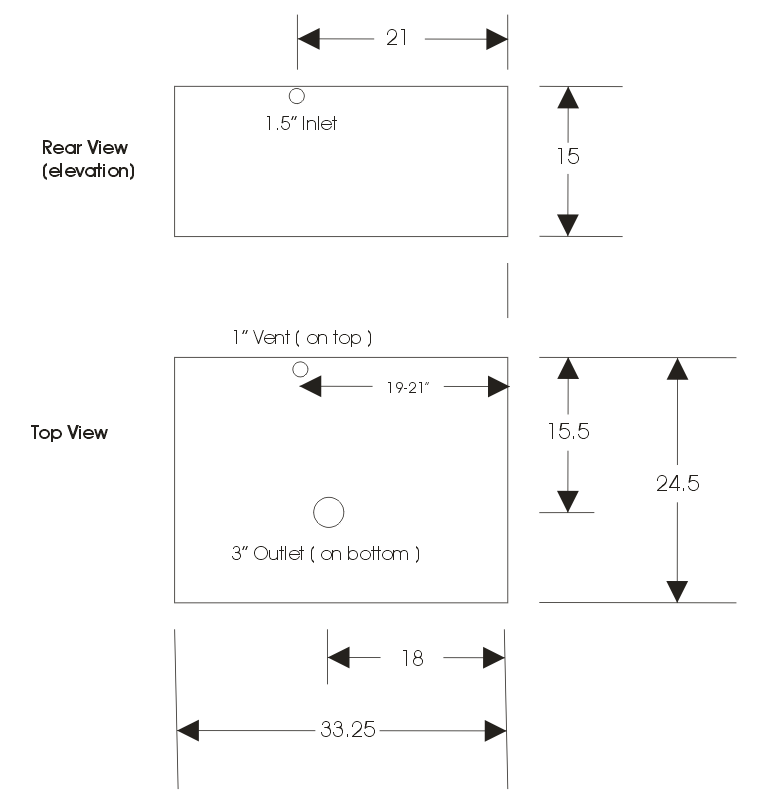 21
1.5” Inlet
Rear View
(elevation)
15
1” Vent ( on top )
19-21”
Top View
15.5
24.5
3” Outlet ( on bottom )
18
33.25